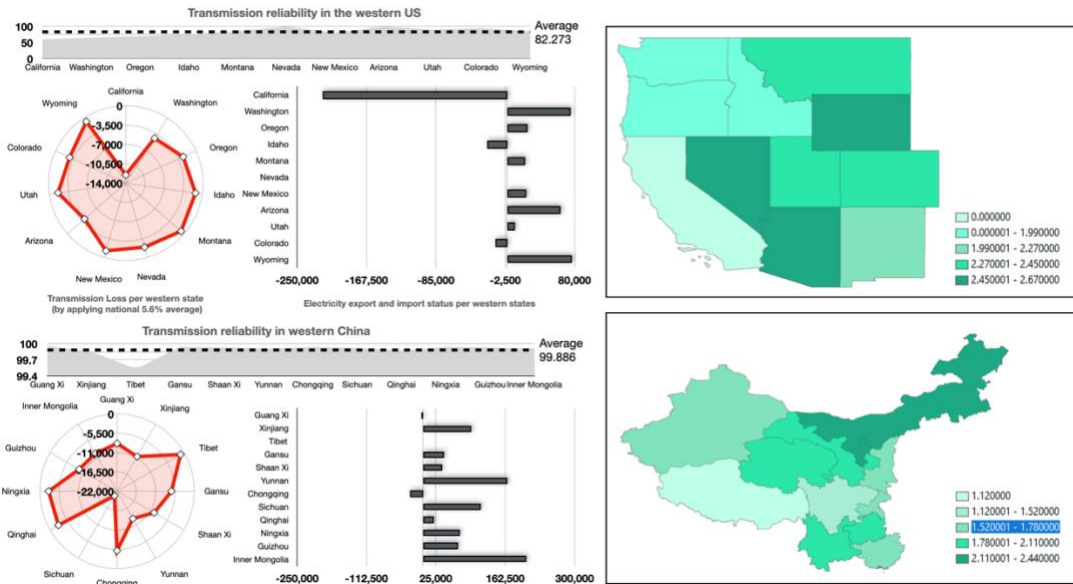 Transmission reliability in the western US
100
50
0
Average
82.273
California Washington Oregon Idaho Montana Nevada New Mexico Arizona Utah Colorado Wyoming
California
Washington
Oregon
Idaho
Montana
Nevada
New Mexico
Arizona
Utah
Colorado
Wyoming
0
-3,500
-7,000
-10,500
-14,000
Transmission Loss per western state
(by applying national 5.6% average)
California
Washington
Oregon
Idaho
Montana
Nevada
New Mexico
Arizona
Utah
Colorado
Wyoming
-250,000 -167,500 -85,000 -2,500 80,000
Electricity export and import status per western states
0.000000
0.000001 - 1.990000
1.990001 - 2.270000
2.270001 - 2.450000
2.450001 - 2.670000
Transmission reliability in western China
100
99.7
99.4
Average
99.886
Guang Xi Xinjiang Tibet Gansu Shaan Xi Yunnan Chongqing Sichuan Qinghai Ningxia Guizhou Inner Mongolia
Guang Xi
Xinjiang
Tibet
Gansu
Shaan Xi
Yunnan
Chongqing
Sichuan
Qinghai
Ningxia
Guizhou
Inner Mongolia
0
-5,500
-11,000
-16,500
-22,000
Guang Xi
Xinjiang
Tibet
Gansu
Shaan Xi
Yunnan
Chongqing
Sichuan
Qinghai
Ningxia
Guizhou
Inner Mongolia
-250,000 -112,500 25,000 162,500 300,000
1.120000
1.120001 - 1.520000
1.520001 - 1.780000
1.780001 - 2.110000
2.110001 - 2.440000